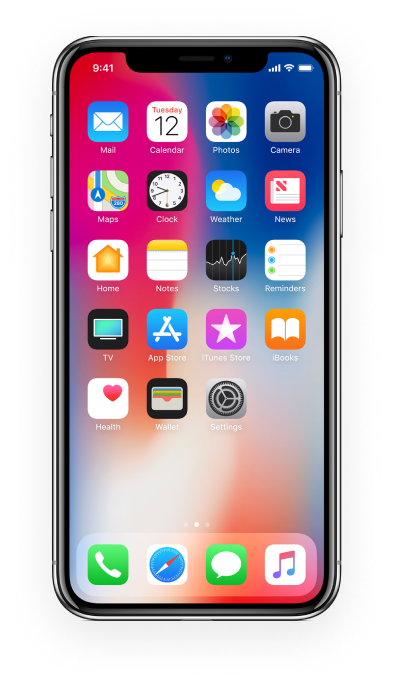 9:41
Tuesday
12
Mail Calendar Photos Camera
280
Maps Clock Weather News
Home Notes Stocks Reminders
TV App Store iTunes Store iBooks
Health Wallet Settings